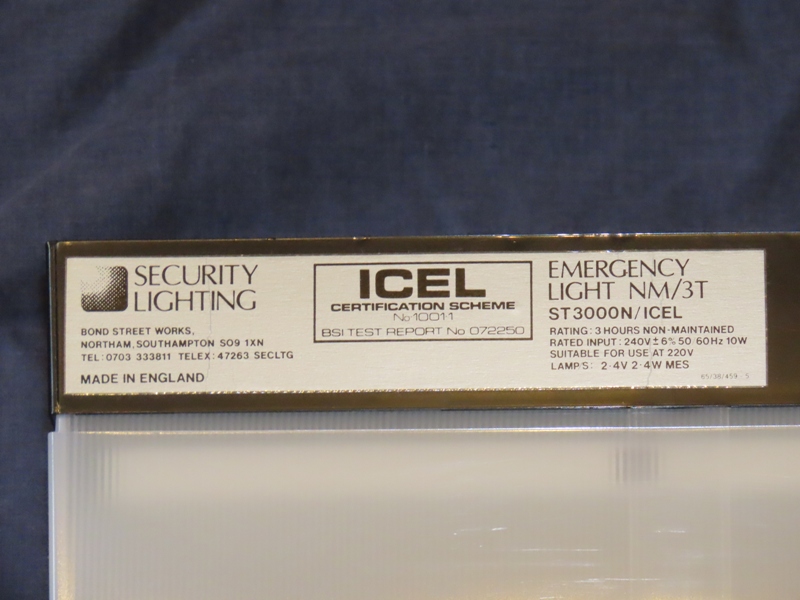 SECURITY
LIGHTING
BOND STREET WORKS,
NORTHAM, SOUTHAMPTON SO9 1XN
TEL: 0703 333811 TELEX: 47263 SECLTG
MADE IN ENGLAND
ICEL
CERTIFICATION SCHEME
No 10011
BSI TEST REPORT No 072250
EMERGENCY
LIGHT NM/3T
ST3000N/ICEL
RATING: 3 HOURS NON-MAINTAINED
RATED INPUT: 240V±6% 50 60Hz 10W
SUITABLE FOR USE AT 220V
LAMP/S: 2·4V 2·4W MES